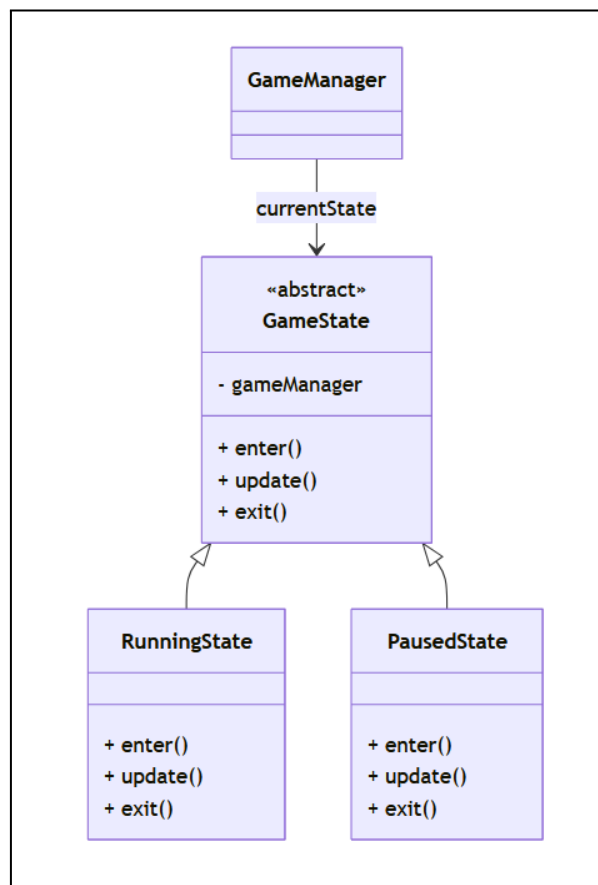 GameManager
currentState
«abstract»
GameState
- gameManager
+ enter()
+ update()
+ exit()
RunningState
+ enter()
+ update()
+ exit()
PausedState
+ enter()
+ update()
+ exit()